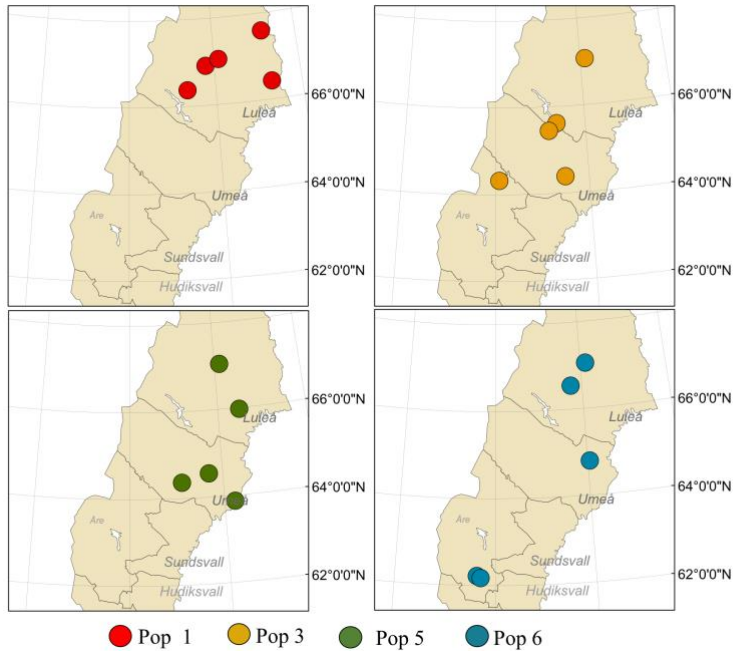 66°0'0"N
Luleå
64°0'0"N
Umeå
Åre
Sundsvall
62°0'0"N
Hudiksvall
66°0'0"N
Luleå
64°0'0"N
Umeå
Åre
Sundsvall
62°0'0"N
Hudiksvall
66°0'0"N
Luleå
64°0'0"N
Umeå
Åre
Sundsvall
62°0'0"N
Hudiksvall
66°0'0"N
Luleå
64°0'0"N
Umeå
Åre
Sundsvall
62°0'0"N
Hudiksvall
Pop 1 Pop 3 Pop 5 Pop 6